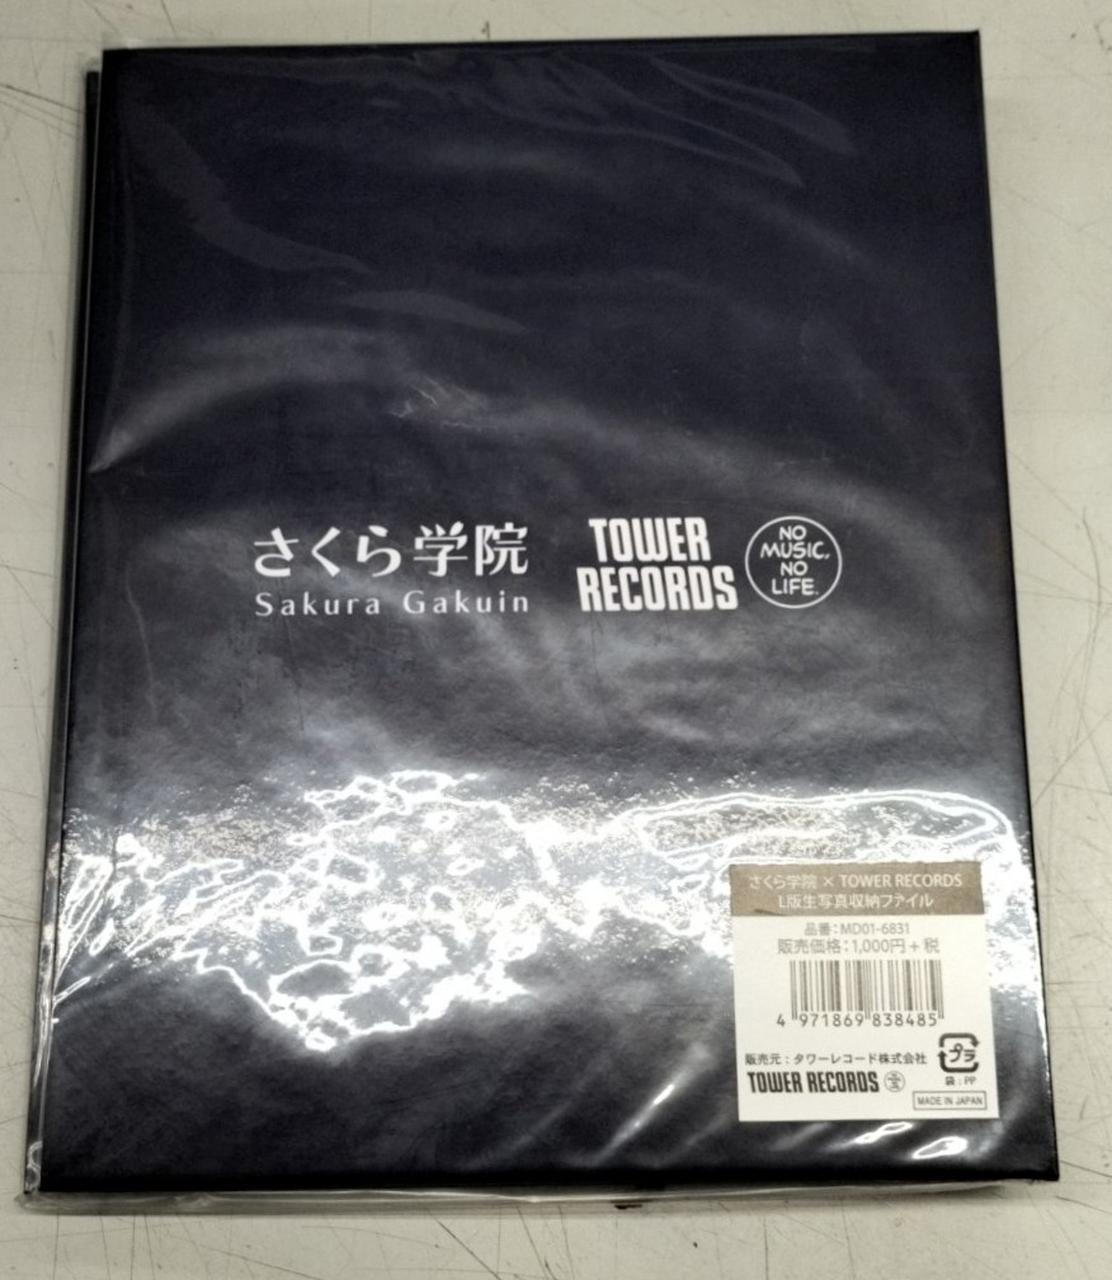 さくら学院
Sakura Gakuin
TOWER
RECORDS
NO
MUSIC,
NO
LIFE.
さくら学院 × TOWER RECORDS
L版生写真収納ファイル
品番:MD01-6831
販売価格:1,000円+税
4 971869 838485
販売元:タワーレコード株式会社
TOWER RECORDS
プラ
袋:PP
MADE IN JAPAN